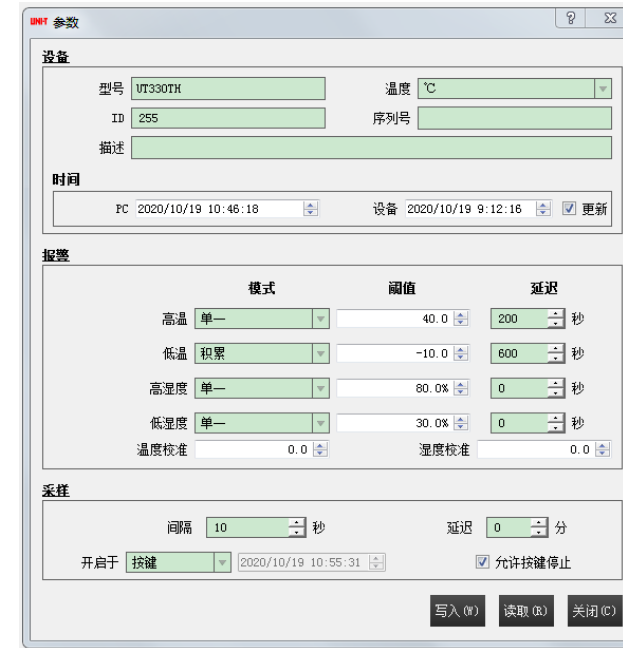 UNI-T 参数
设备
型号 UT330TH 温度 ℃
ID 255 序列号
描述
时间
PC 2020/10/19 10:46:18 设备 2020/10/19 9:12:16 更新
报警
模式 阈值 延迟
高温 单一 40.0 200 秒
低温 积累 -10.0 600 秒
高湿度 单一 80.0% 0 秒
低湿度 单一 30.0% 0 秒
温度校准 0.0 湿度校准 0.0
采样
间隔 10 秒 延迟 0 分
开启于 按键 2020/10/19 10:55:31 允许按键停止
写入(W) 读取(R) 关闭(C)